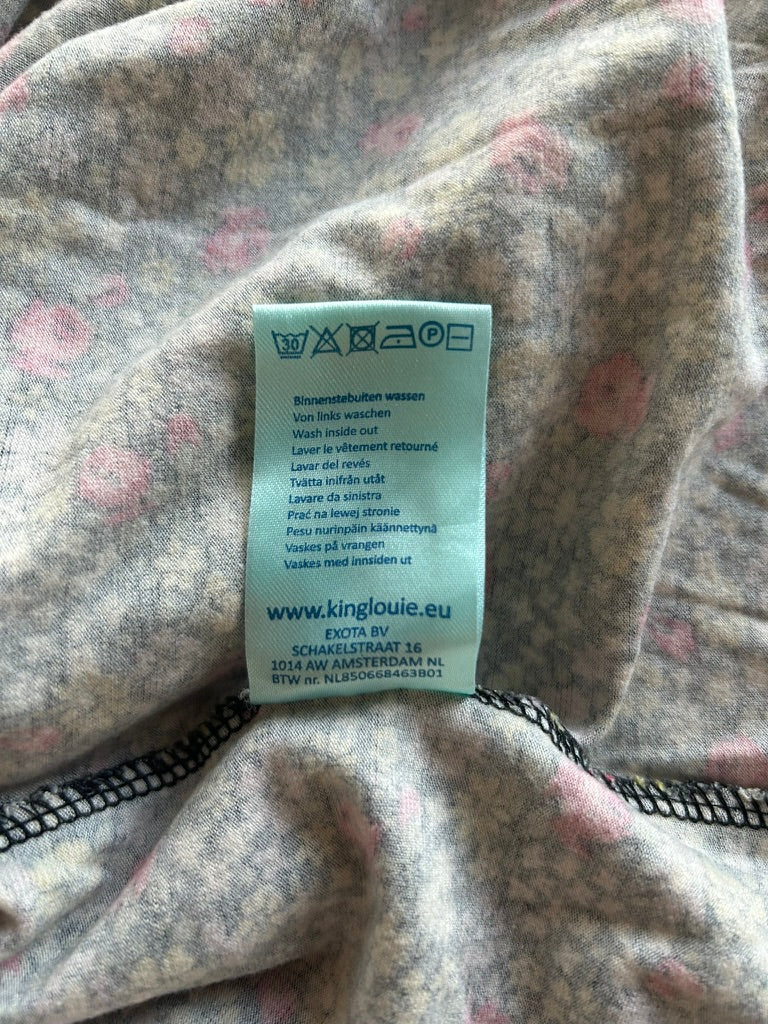 30 P
Binnenstebuiten wassen
Von links waschen
Wash inside out
Laver le vêtement retourné
Lavar del revés
Tvätta inifrån utåt
Lavare da sinistra
Prać na lewej stronie
Pesu nurinpäin käännettynä
Vaskes på vrangen
Vaskes med innsiden ut
www.kinglouie.eu
EXOTA BV
SCHAKELSTRAAT 16
1014 AW AMSTERDAM NL
BTW nr. NL850668463B01